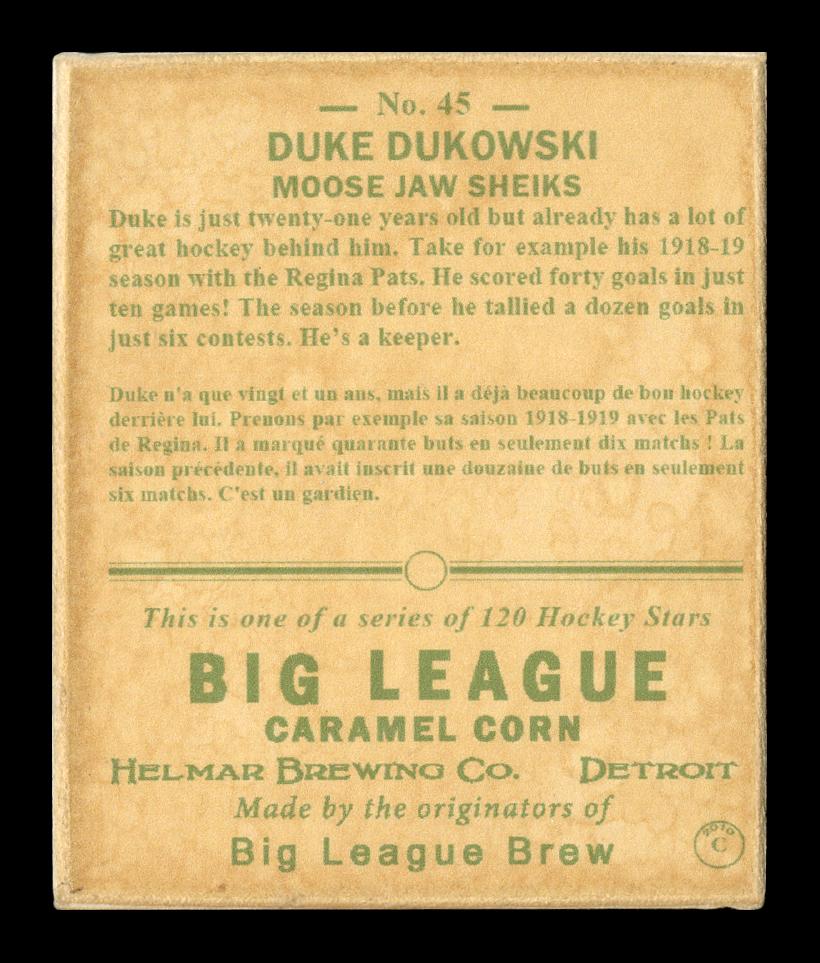 — No. 45 —
DUKE DUKOWSKI
MOOSE JAW SHEIKS
Duke is just twenty-one years old but already has a lot of
great hockey behind him. Take for example his 1918-19
season with the Regina Pats. He scored forty goals in just
ten games! The season before he tallied a dozen goals in
just six contests. He's a keeper.
Duke n'a que vingt et un ans, mais il a déjà beaucoup de bon hockey
derrière lui. Prenons par exemple sa saison 1918-1919 avec les Pats
de Regina. Il a marqué quarante buts en seulement dix matchs ! La
saison précédente, il avait inscrit une douzaine de buts en seulement
six matchs. C'est un gardien.
This is one of a series of 120 Hockey Stars
BIG LEAGUE
CARAMEL CORN
HELMAR BREWING CO. DETROIT
Made by the originators of
Big League Brew
2010
C